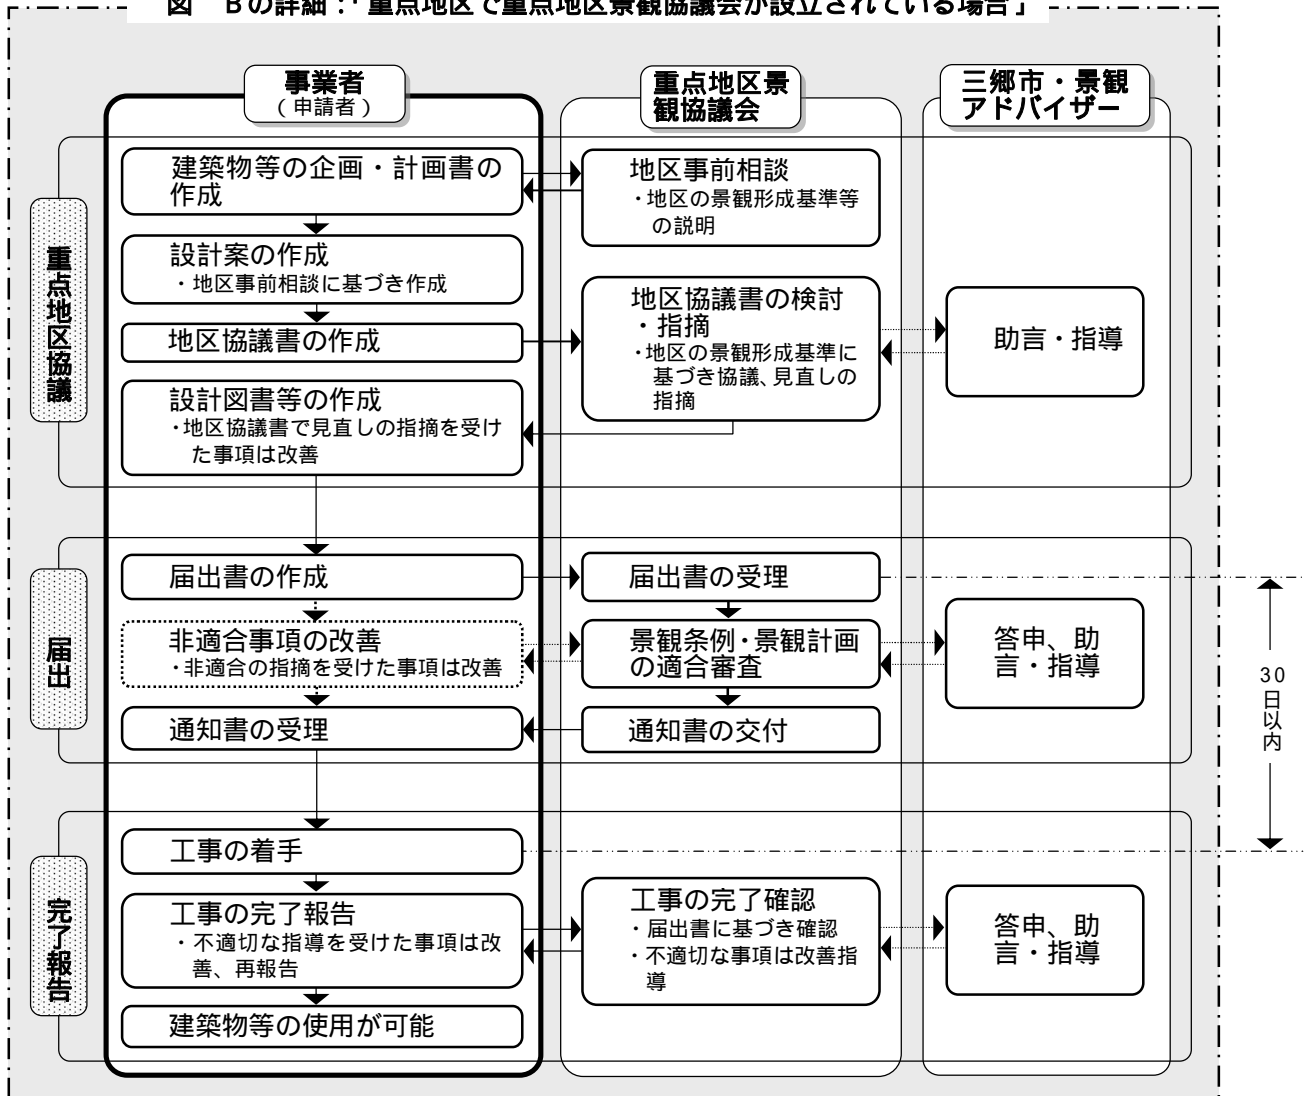 図　Bの詳細：「重点地区で重点地区景観協議会が設立されている場合」
事業者
（申請者）
重点地区景
観協議会
三郷市・景観
アドバイザー
重点地区協議
建築物等の企画・計画書の
作成
地区事前相談
・地区の景観形成基準等
の説明
設計案の作成
・地区事前相談に基づき作成
地区協議書の作成
地区協議書の検討
・指摘
・地区の景観形成基準に
基づき協議、見直しの
指摘
助言・指導
設計図書等の作成
・地区協議書で見直しの指摘を受け
た事項は改善
届出
届出書の作成
届出書の受理
非適合事項の改善
・非適合の指摘を受けた事項は改善
景観条例・景観計画
の適合審査
答申、助
言・指導
通知書の受理
通知書の交付
30
日以内
完了報告
工事の着手
工事の完了報告
・不適切な指導を受けた事項は改
善、再報告
工事の完了確認
・届出書に基づき確認
・不適切な事項は改善指
導
答申、助
言・指導
建築物等の使用が可能